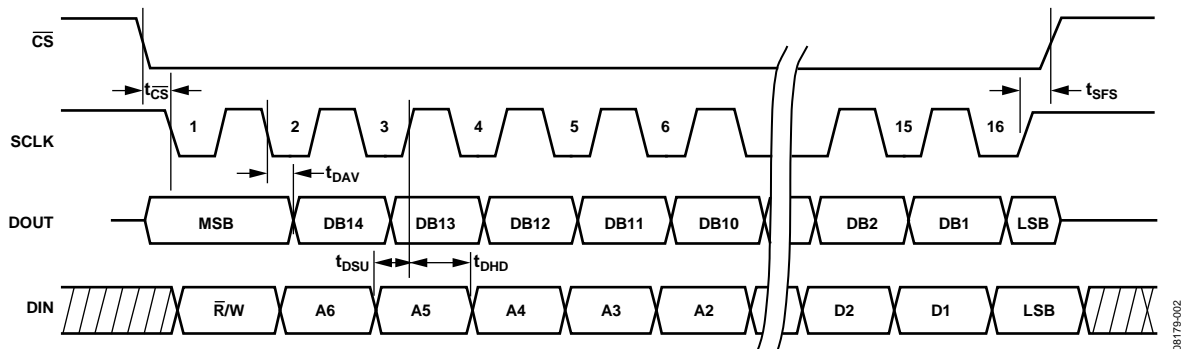 CS
tCS
tSFS
SCLK
1 2 3 4 5 6 15 16
tDAV
DOUT
MSB DB14 DB13 DB12 DB11 DB10 DB2 DB1 LSB
tDSU tDHD
DIN
R/W A6 A5 A4 A3 A2 D2 D1 LSB
08179-002